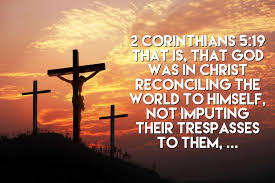 2 CORINTHIANS 5:19
THAT IS, THAT GOD
WAS IN CHRIST
RECONCILING THE
WORLD TO HIMSELF,
NOT IMPUTING
THEIR TRESPASSES
TO THEM, ...